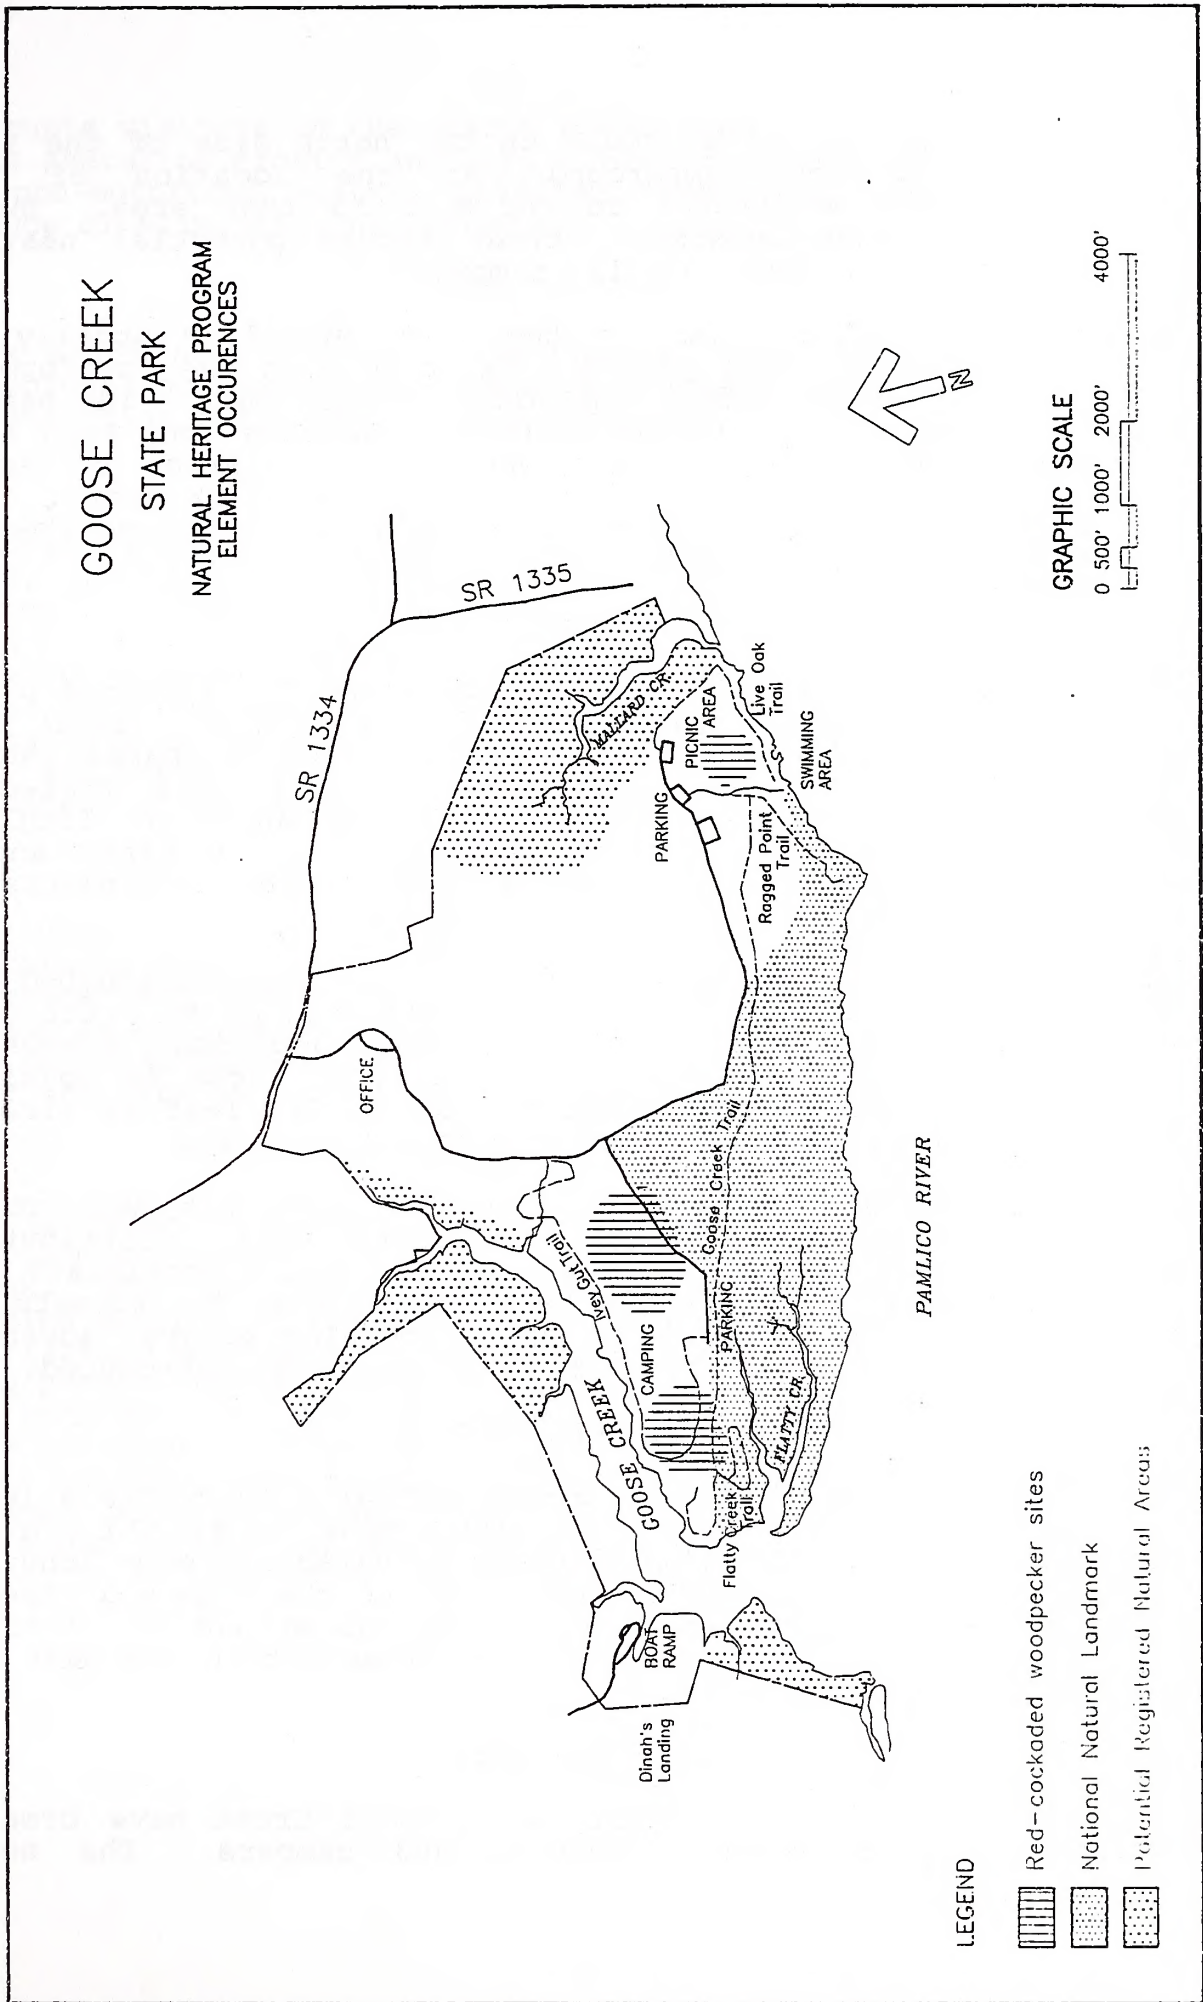 GOOSE CREEK
STATE PARK
NATURAL HERITAGE PROGRAM
ELEMENT OCCURENCES
SR 1334
SR 1335
OFFICE
MALLARD CR.
PICNIC
AREA
PARKING
Live Oak
Trail
SWIMMING
AREA
Ragged Point
Trail
Goose Creek Trail
Ivey Gut Trail
CAMPING
PARKING
GOOSE CREEK
FLATTY CR.
Flatty Creek
Trail
BOAT
RAMP
Dinah's
Landing
PAMLICO RIVER
N
GRAPHIC SCALE
0 500' 1000' 2000' 4000'
LEGEND
Red-cockaded woodpecker sites
National Natural Landmark
Potential Registered Natural Areas